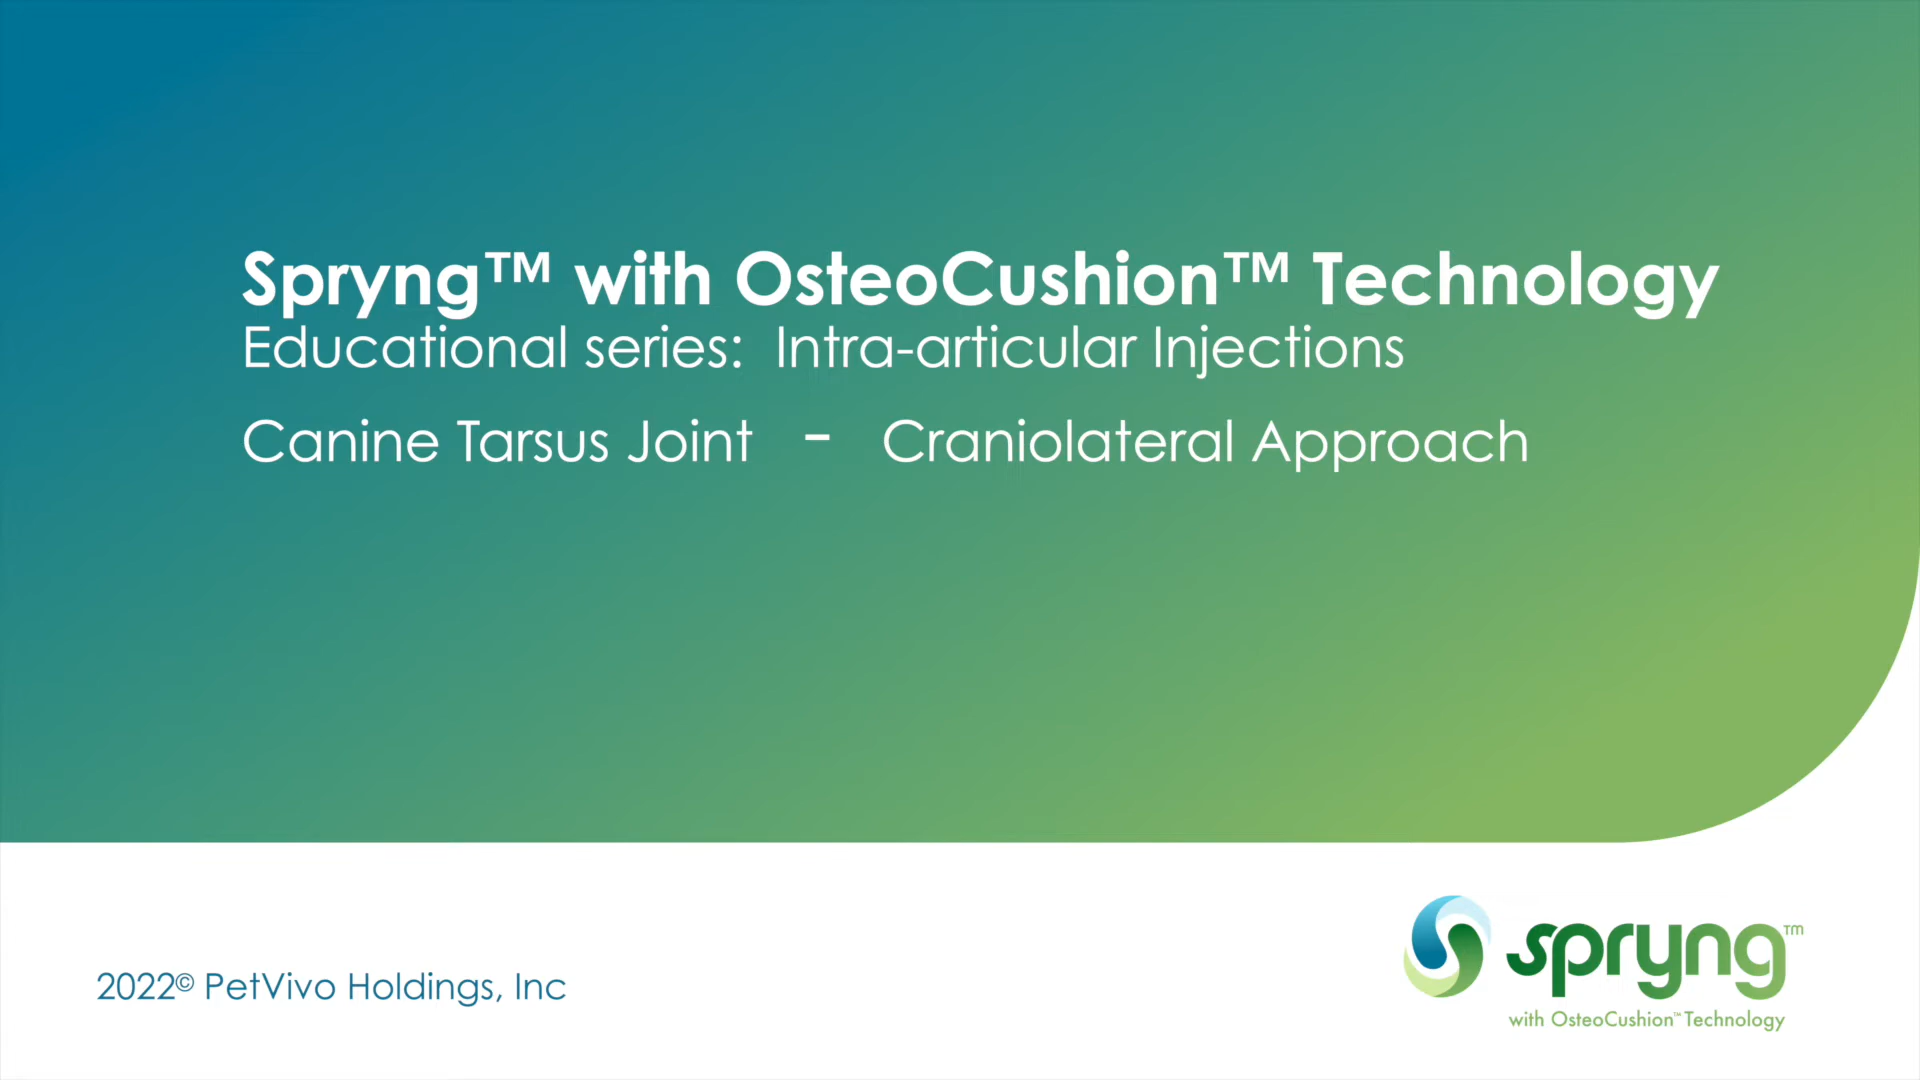 Spryng™ with OsteoCushion™ Technology
Educational series: Intra-articular Injections
Canine Tarsus Joint - Craniolateral Approach
2022© PetVivo Holdings, Inc
spryng™
with OsteoCushion™ Technology